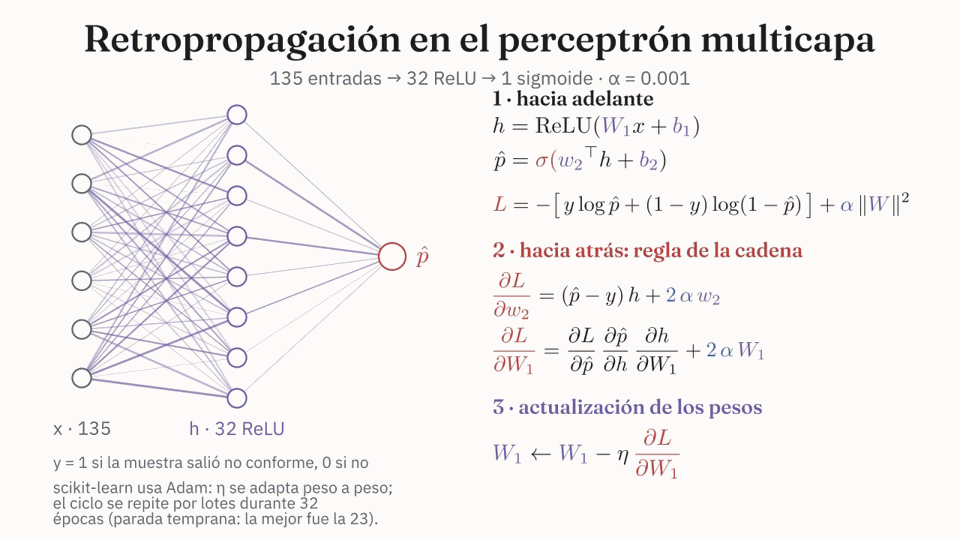 Retropropagación en el perceptrón multicapa
135 entradas → 32 ReLU → 1 sigmoide · α = 0.001
p̂
x · 135
h · 32 ReLU
y = 1 si la muestra salió no conforme, 0 si no
scikit-learn usa Adam: η se adapta peso a peso;
el ciclo se repite por lotes durante 32
épocas (parada temprana: la mejor fue la 23).
1 · hacia adelante
h = ReLU(W₁x + b₁)
p̂ = σ(w₂⊤h + b₂)
L = −[y log p̂ + (1 − y) log(1 − p̂)] + α ‖W‖²
2 · hacia atrás: regla de la cadena
∂L/∂w₂ = (p̂ − y) h + 2 α w₂
∂L/∂W₁ = ∂L/∂p̂ ∂p̂/∂h ∂h/∂W₁ + 2 α W₁
3 · actualización de los pesos
W₁ ← W₁ − η ∂L/∂W₁